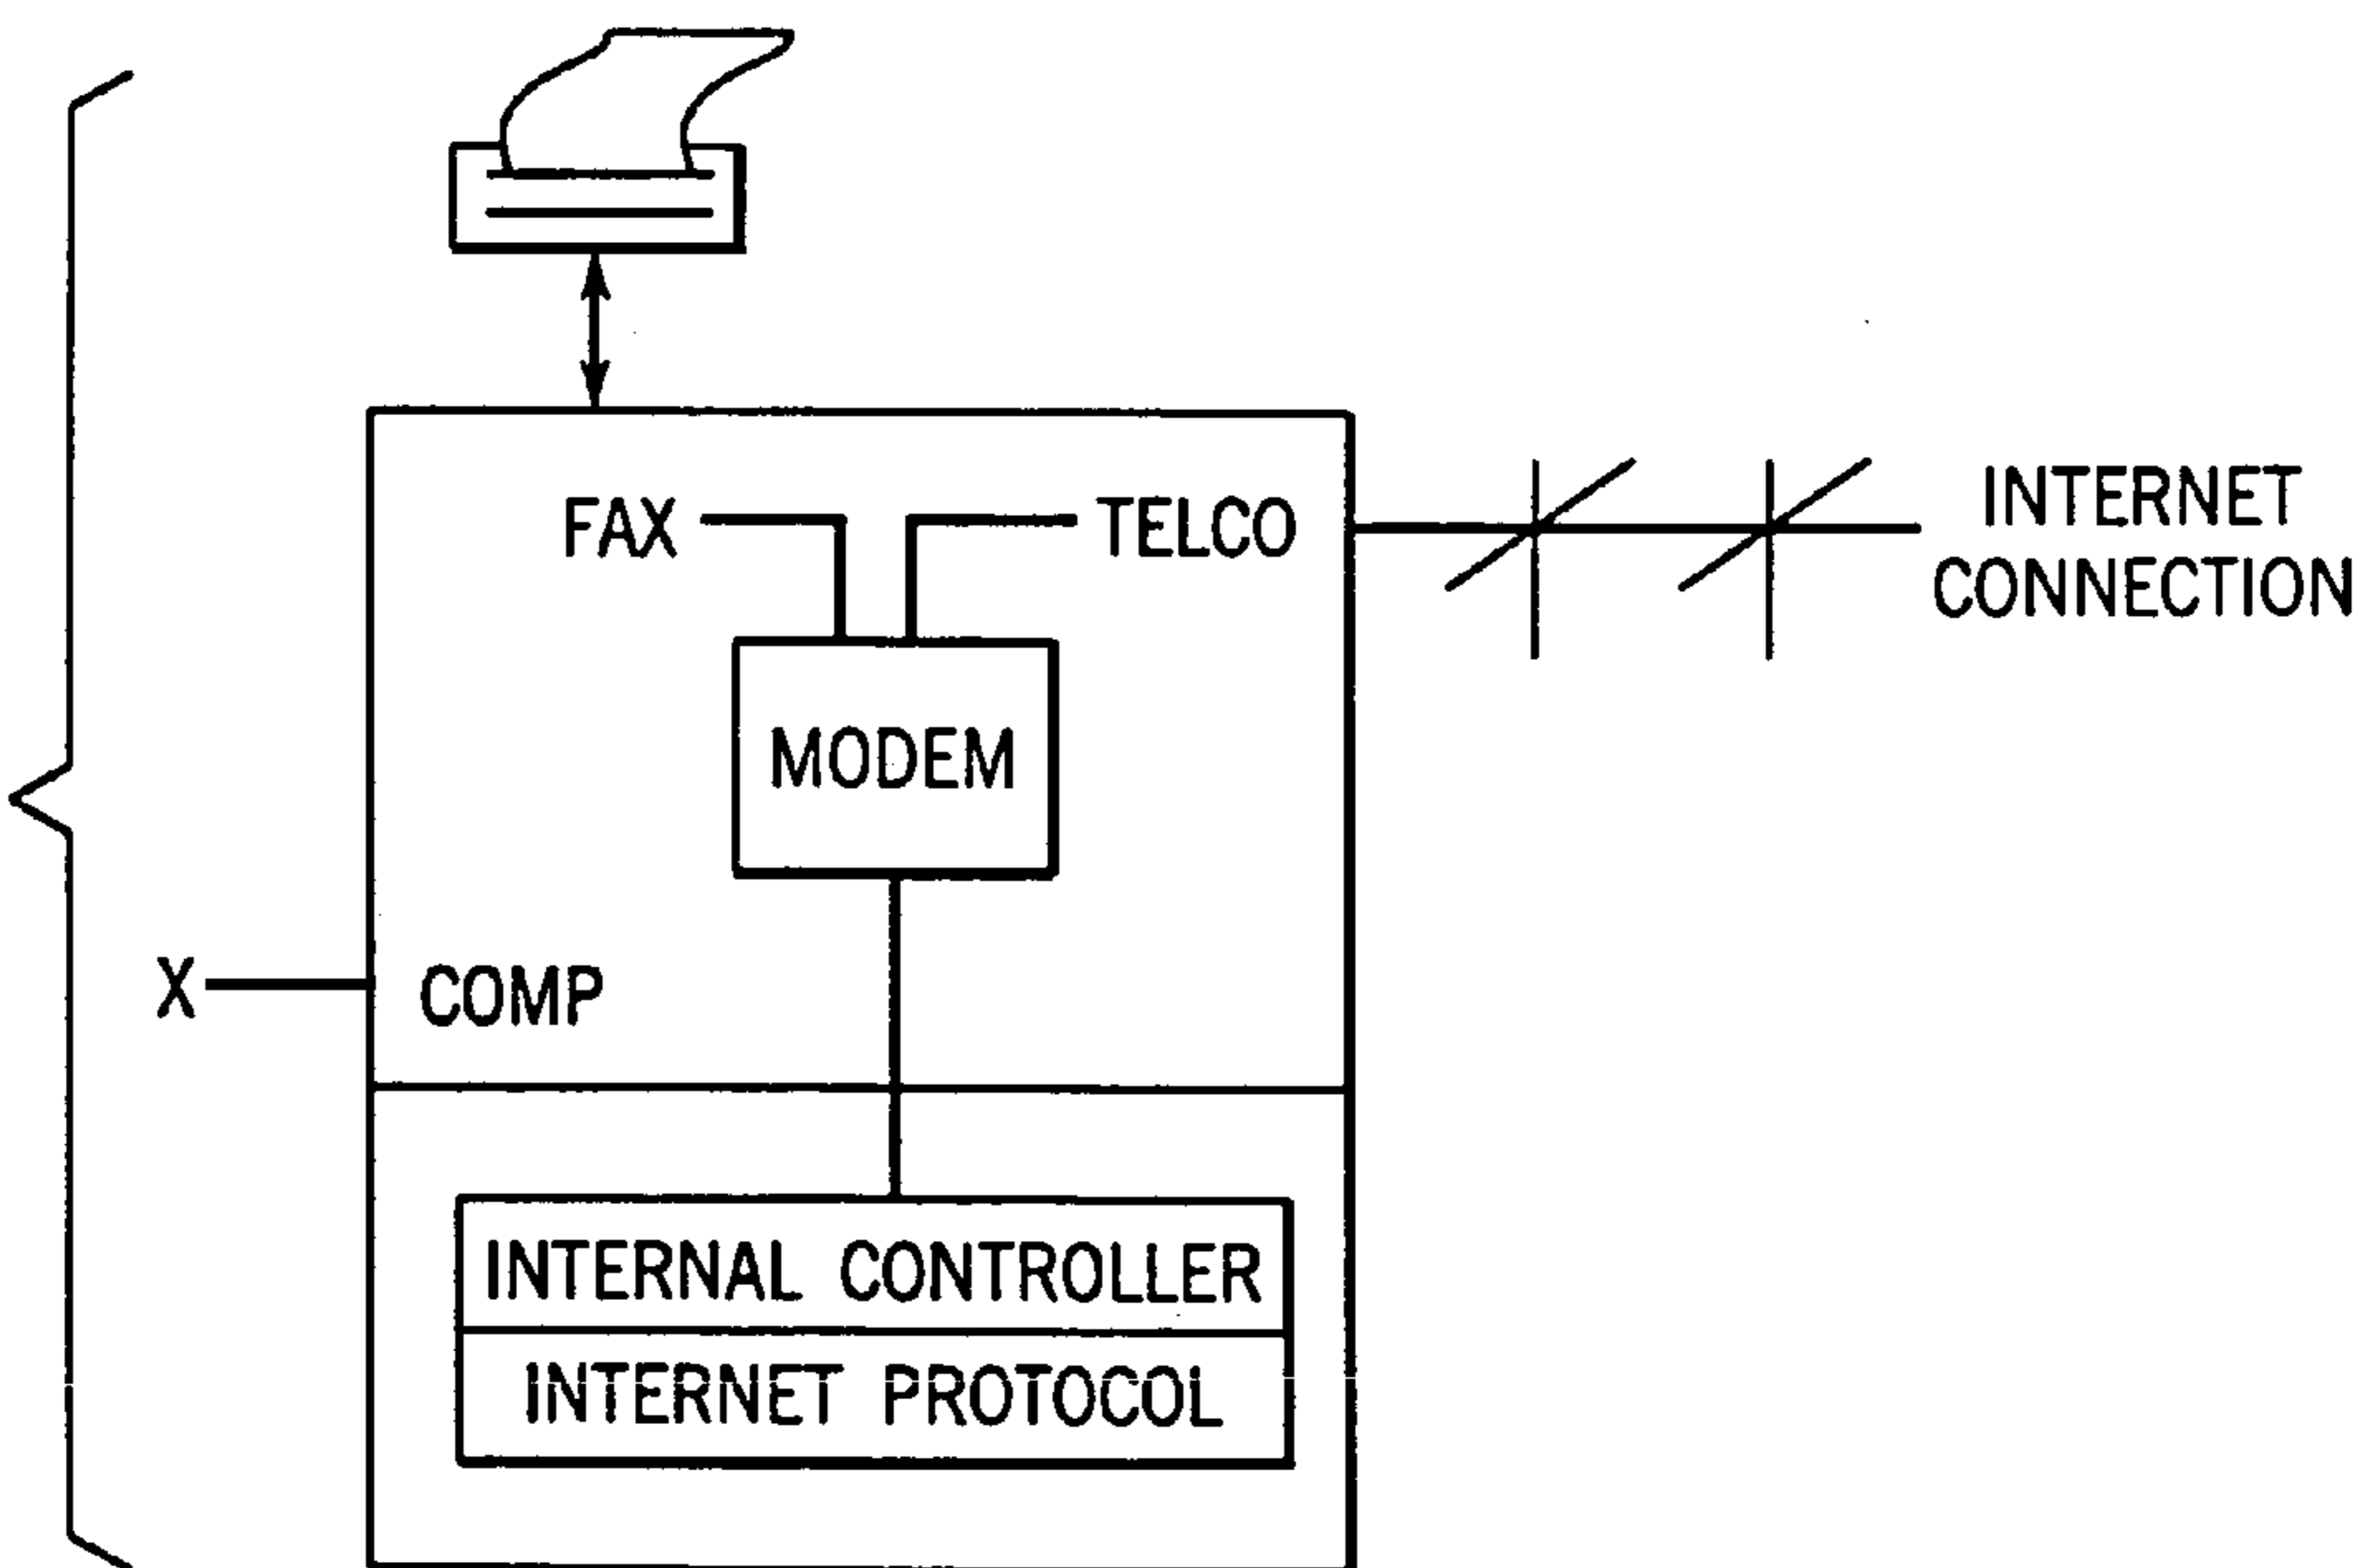 FAX
TELCO
INTERNET
CONNECTION
MODEM
X
COMP
INTERNAL CONTROLLER
INTERNET PROTOCOL